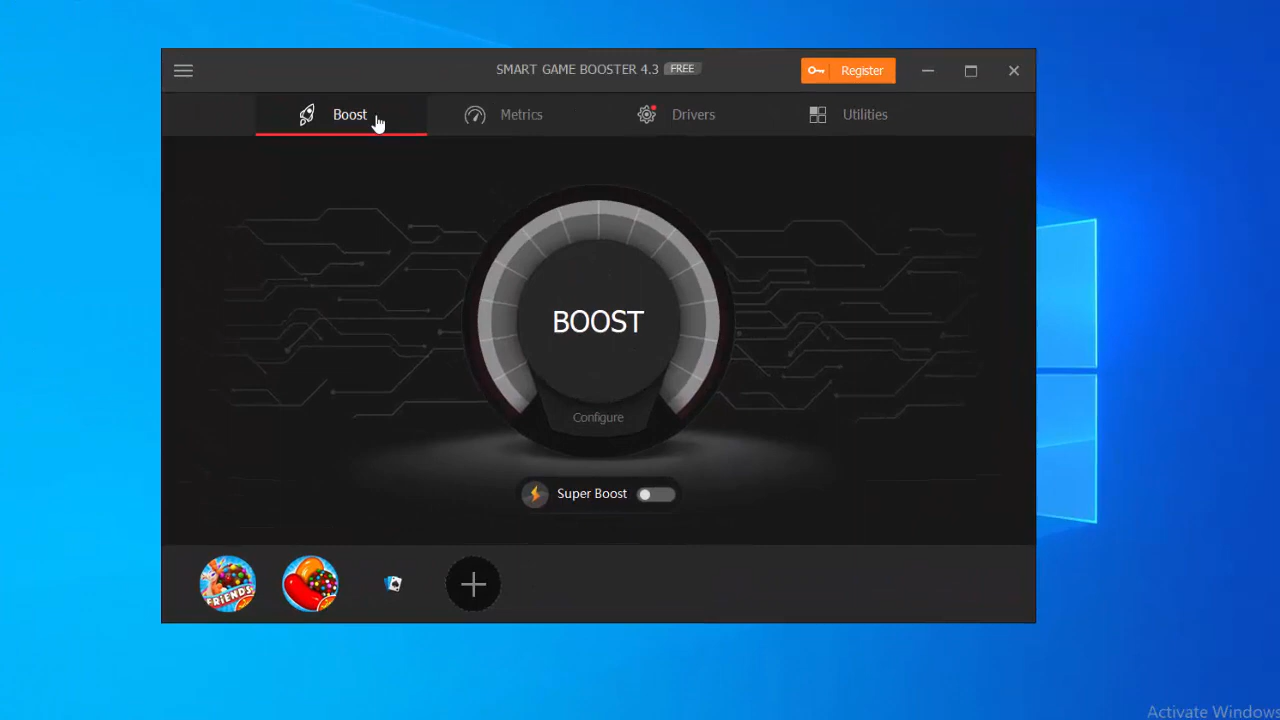 SMART GAME BOOSTER 4.3 FREE
Register
Boost
Metrics
Drivers
Utilities
BOOST
Configure
Super Boost
FRIENDS
Activate Windows